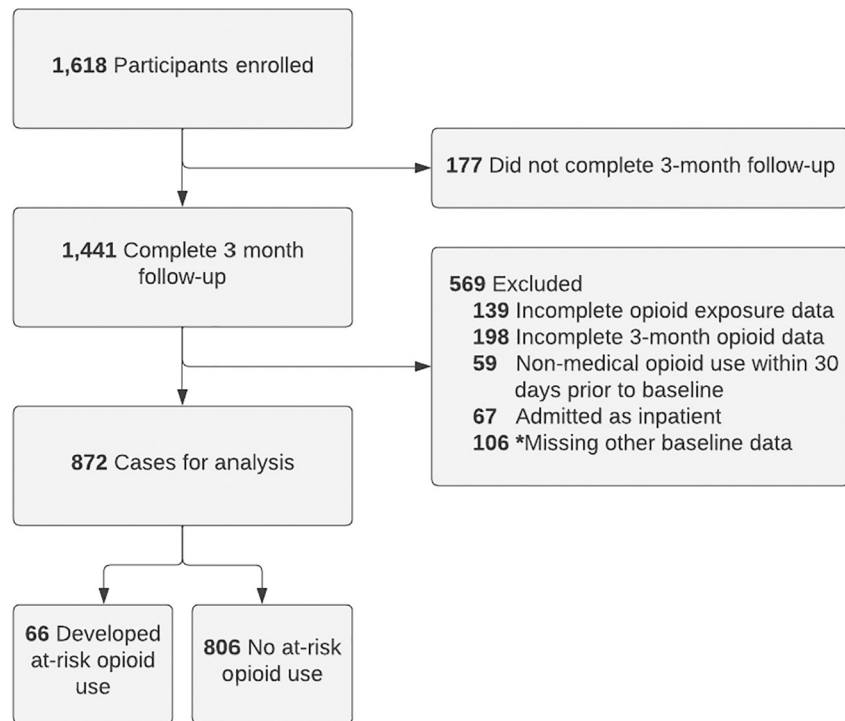 1,618 Participants enrolled
177 Did not complete 3-month follow-up
1,441 Complete 3 month
follow-up
569 Excluded
139 Incomplete opioid exposure data
198 Incomplete 3-month opioid data
59 Non-medical opioid use within 30
days prior to baseline
67 Admitted as inpatient
106 *Missing other baseline data
872 Cases for analysis
66 Developed
at-risk opioid
use
806 No at-risk
opioid use